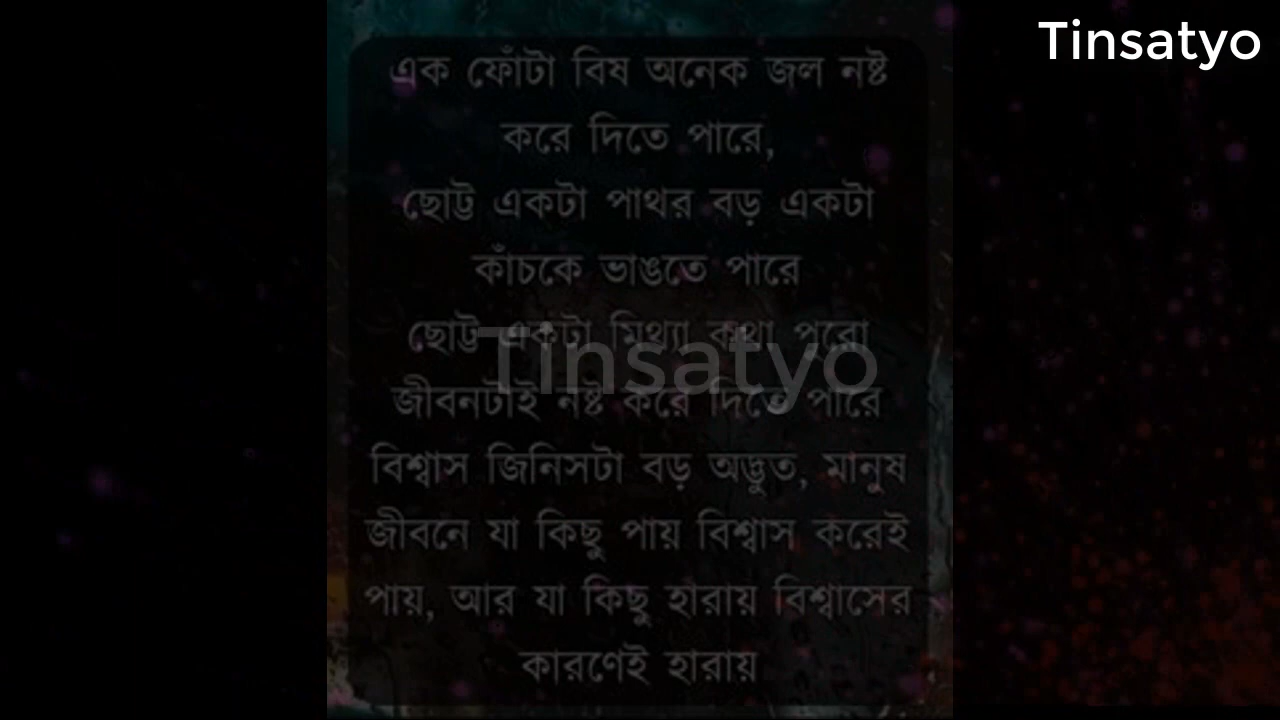 Tinsatyo
এক ফোঁটা বিষ অনেক জল নষ্ট
করে দিতে পারে,
ছোট্ট একটা পাথর বড় একটা
কাঁচকে ভাঙতে পারে
ছোট্ট একটা মিথ্যা কথা পুরো
Tinsatyo
জীবনটাই নষ্ট করে দিতে পারে
বিশ্বাস জিনিসটা বড় অদ্ভুত, মানুষ
জীবনে যা কিছু পায় বিশ্বাস করেই
পায়, আর যা কিছু হারায় বিশ্বাসের
কারণেই হারায়